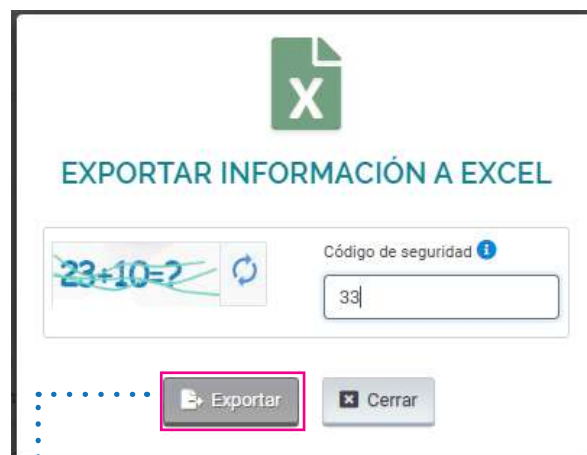 X
EXPORTAR INFORMACIÓN A EXCEL
23+10=?
Código de seguridad i
33
Exportar
Cerrar